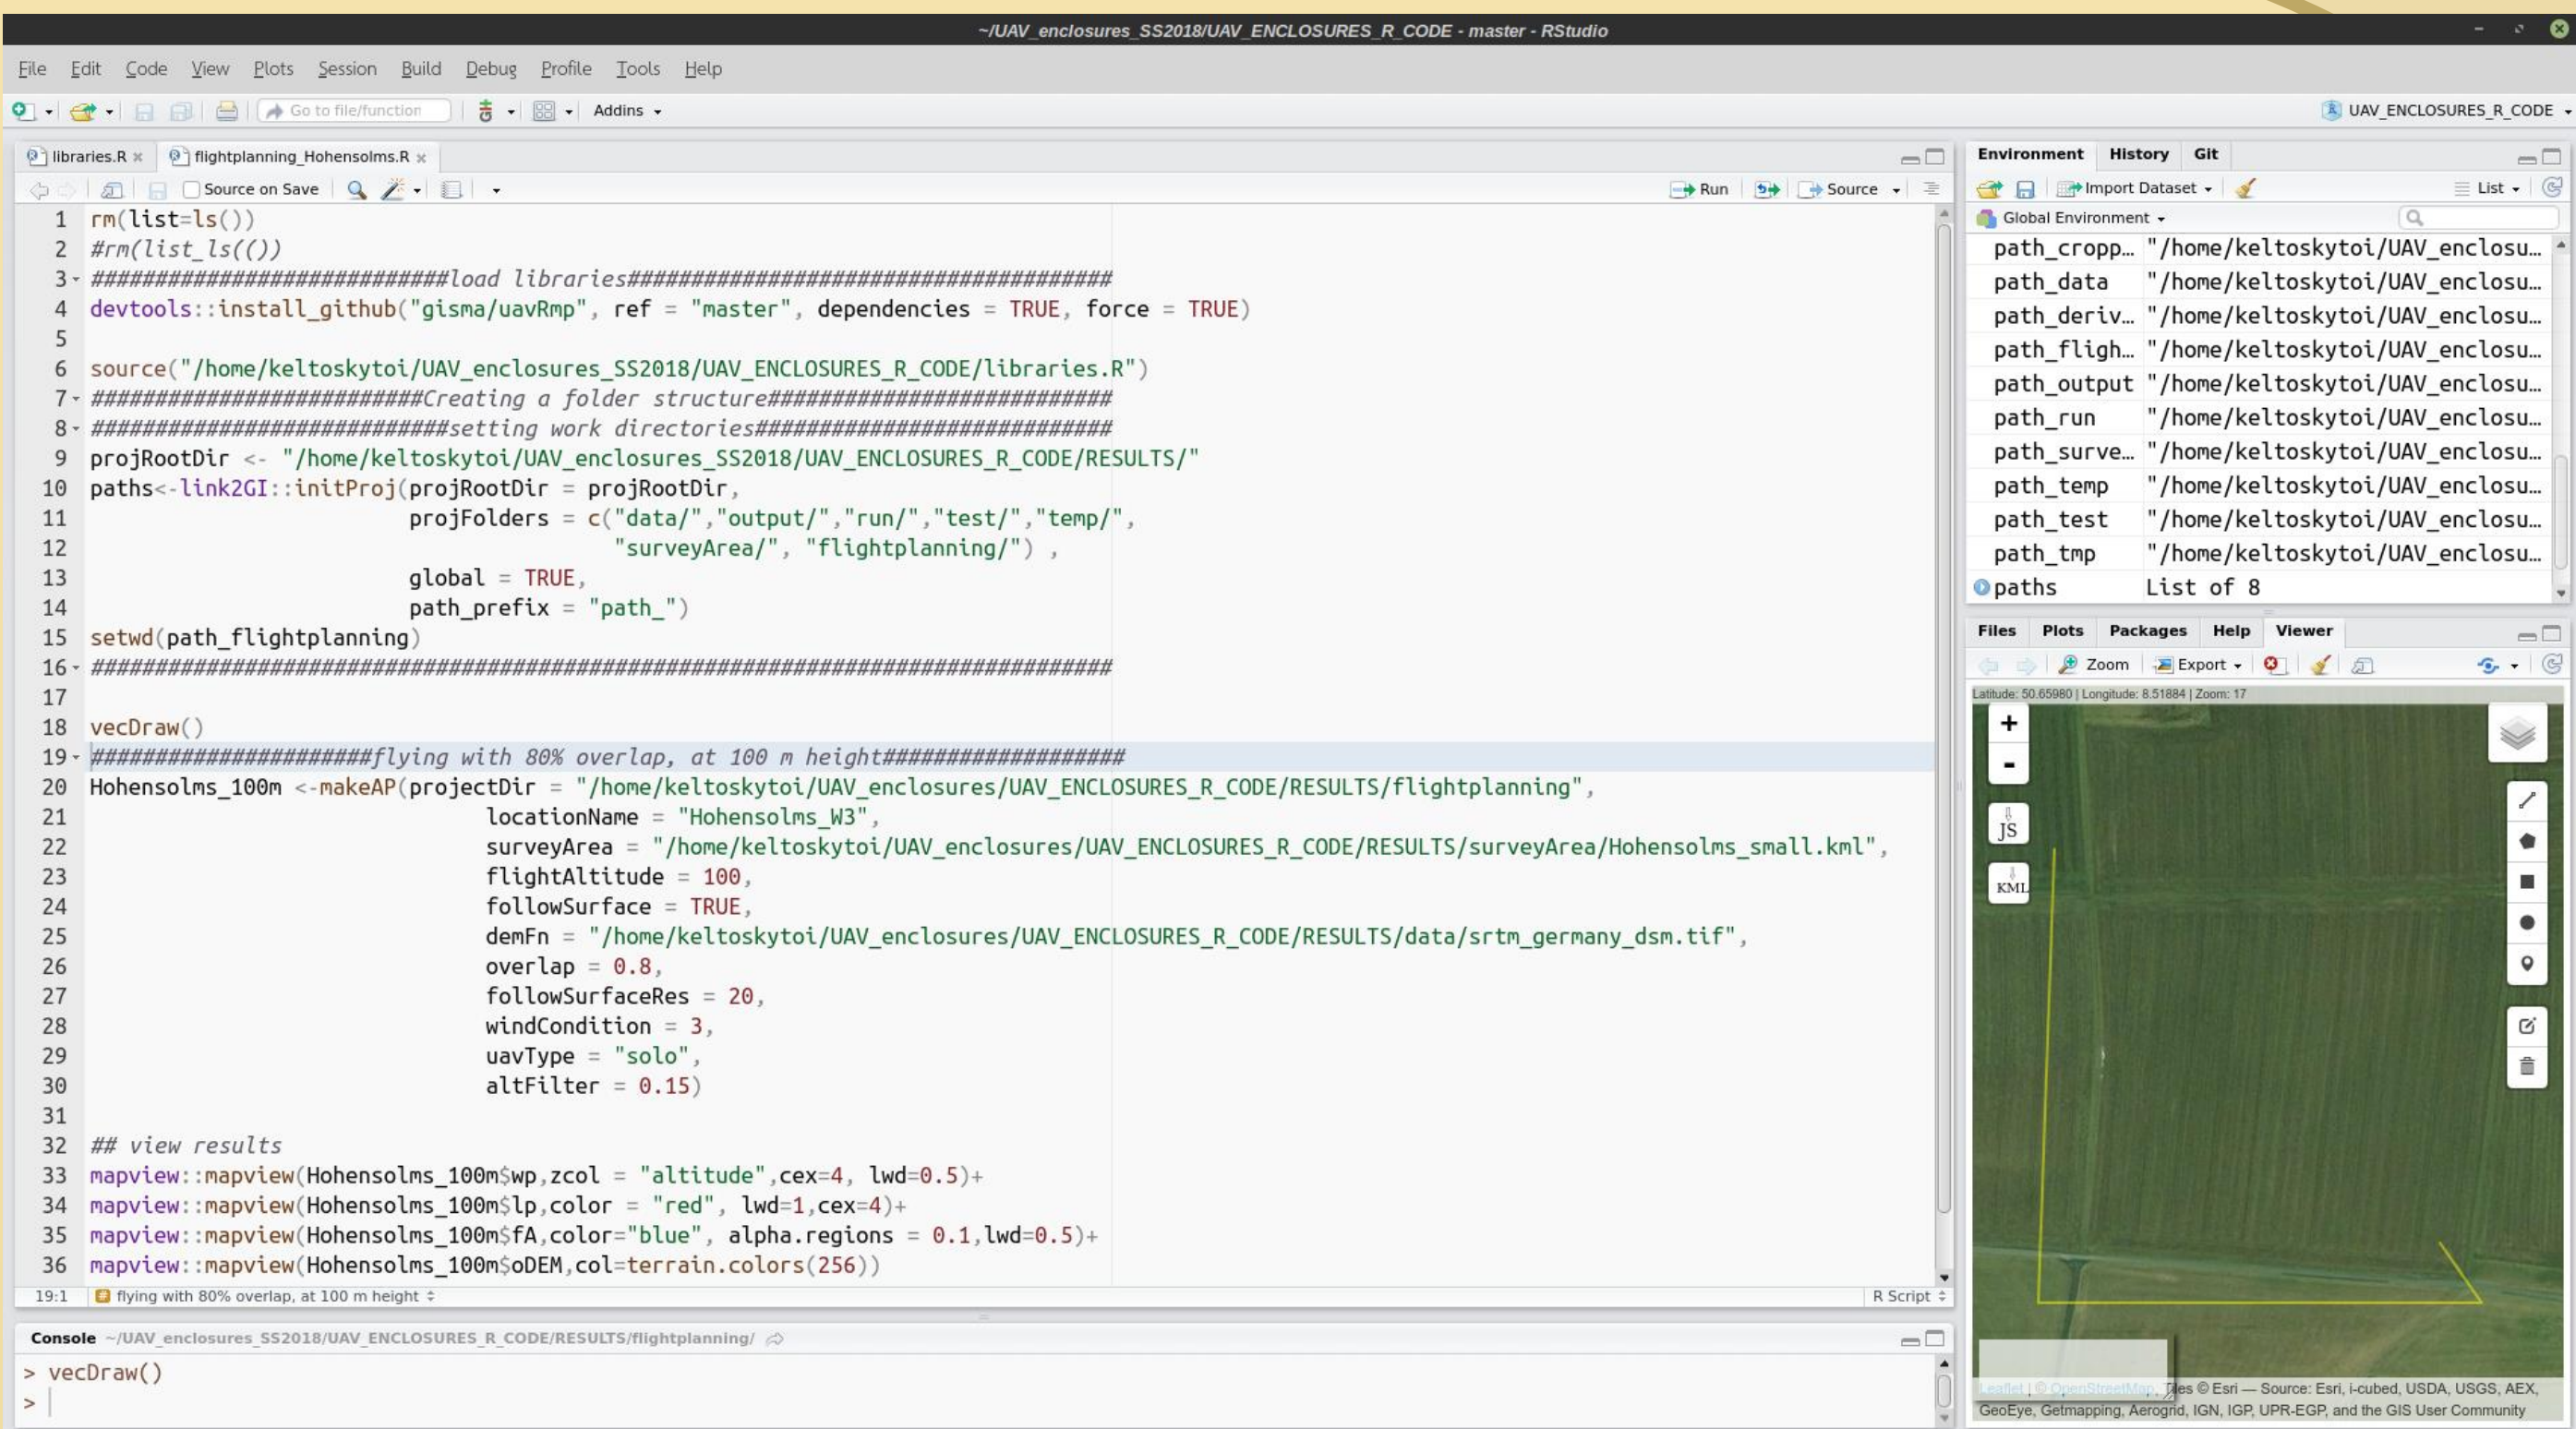 ~/UAV_enclosures_SS2018/UAV_ENCLOSURES_R_CODE - master - RStudio
File Edit Code View Plots Session Build Debug Profile Tools Help
Go to file/function Addins UAV_ENCLOSURES_R_CODE
libraries.R flightplanning_Hohensolms.R
Source on Save Run Source
1 rm(list=ls())
2 #rm(list_ls(())
3 ############################load libraries######################################
4 devtools::install_github("gisma/uavRmp", ref = "master", dependencies = TRUE, force = TRUE)
5
6 source("/home/keltoskytoi/UAV_enclosures_SS2018/UAV_ENCLOSURES_R_CODE/libraries.R")
7 ##########################Creating a folder structure###########################
8 ############################setting work directories############################
9 projRootDir <- "/home/keltoskytoi/UAV_enclosures_SS2018/UAV_ENCLOSURES_R_CODE/RESULTS/"
10 paths<-link2GI::initProj(projRootDir = projRootDir,
11 projFolders = c("data/","output/","run/","test/","temp/",
12 "surveyArea/", "flightplanning/") ,
13 global = TRUE,
14 path_prefix = "path_")
15 setwd(path_flightplanning)
16 ################################################################################
17
18 vecDraw()
19 ######################flying with 80% overlap, at 100 m height###################
20 Hohensolms_100m <-makeAP(projectDir = "/home/keltoskytoi/UAV_enclosures/UAV_ENCLOSURES_R_CODE/RESULTS/flightplanning",
21 locationName = "Hohensolms_W3",
22 surveyArea = "/home/keltoskytoi/UAV_enclosures/UAV_ENCLOSURES_R_CODE/RESULTS/surveyArea/Hohensolms_small.kml",
23 flightAltitude = 100,
24 followSurface = TRUE,
25 demFn = "/home/keltoskytoi/UAV_enclosures/UAV_ENCLOSURES_R_CODE/RESULTS/data/srtm_germany_dsm.tif",
26 overlap = 0.8,
27 followSurfaceRes = 20,
28 windCondition = 3,
29 uavType = "solo",
30 altFilter = 0.15)
31
32 ## view results
33 mapview::mapview(Hohensolms_100m$wp,zcol = "altitude",cex=4, lwd=0.5)+
34 mapview::mapview(Hohensolms_100m$lp,color = "red", lwd=1,cex=4)+
35 mapview::mapview(Hohensolms_100m$fA,color="blue", alpha.regions = 0.1,lwd=0.5)+
36 mapview::mapview(Hohensolms_100m$oDEM,col=terrain.colors(256))
19:1 # flying with 80% overlap, at 100 m height R Script
Console ~/UAV_enclosures_SS2018/UAV_ENCLOSURES_R_CODE/RESULTS/flightplanning/
> vecDraw()
>
Environment History Git
Import Dataset List
Global Environment
path_cropp… "/home/keltoskytoi/UAV_enclosu…
path_data "/home/keltoskytoi/UAV_enclosu…
path_deriv… "/home/keltoskytoi/UAV_enclosu…
path_fligh… "/home/keltoskytoi/UAV_enclosu…
path_output "/home/keltoskytoi/UAV_enclosu…
path_run "/home/keltoskytoi/UAV_enclosu…
path_surve… "/home/keltoskytoi/UAV_enclosu…
path_temp "/home/keltoskytoi/UAV_enclosu…
path_test "/home/keltoskytoi/UAV_enclosu…
path_tmp "/home/keltoskytoi/UAV_enclosu…
paths List of 8
Files Plots Packages Help Viewer
Zoom Export
Latitude: 50.65980 | Longitude: 8.51884 | Zoom: 17
+
-
JS
KML
Leaflet | © OpenStreetMap, Tiles © Esri — Source: Esri, i-cubed, USDA, USGS, AEX,
GeoEye, Getmapping, Aerogrid, IGN, IGP, UPR-EGP, and the GIS User Community